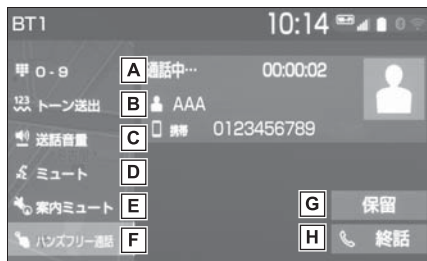 BT1 10:14
0-9 A 通話中… 00:00:02
123 トーン送出 B AAA
送話音量 C 携帯 0123456789
ミュート D
案内ミュート E G 保留
ハンズフリー通話 F H 終話